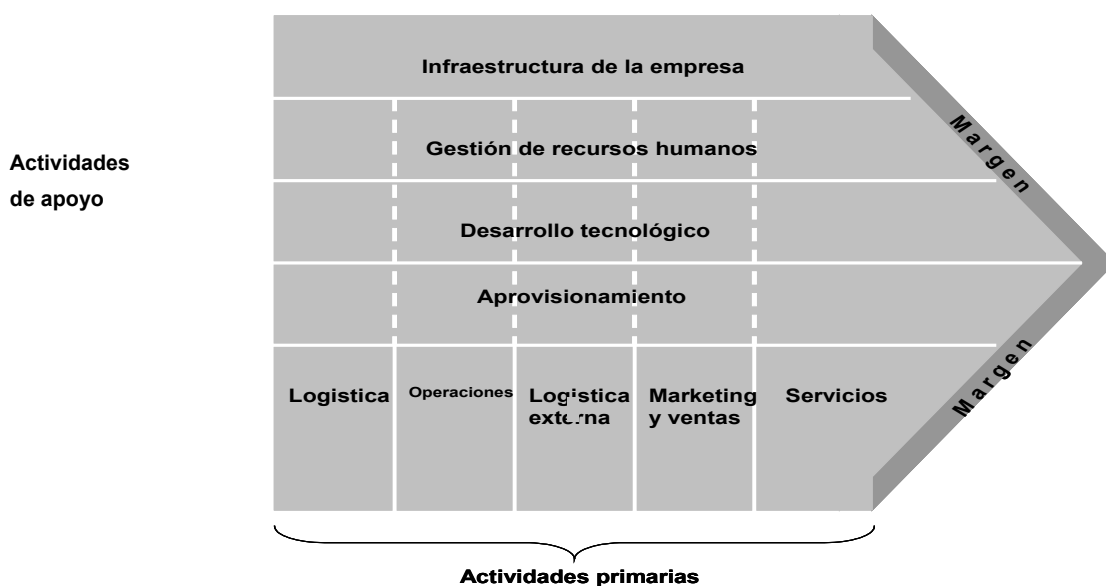 Infraestructura de la empresa
Gestión de recursos humanos
Actividades
de apoyo
Desarrollo tecnológico
Aprovisionamiento
Logistica
Operaciones
Logistica
externa
Marketing
y ventas
Servicios
Margen
Margen
Actividades primarias